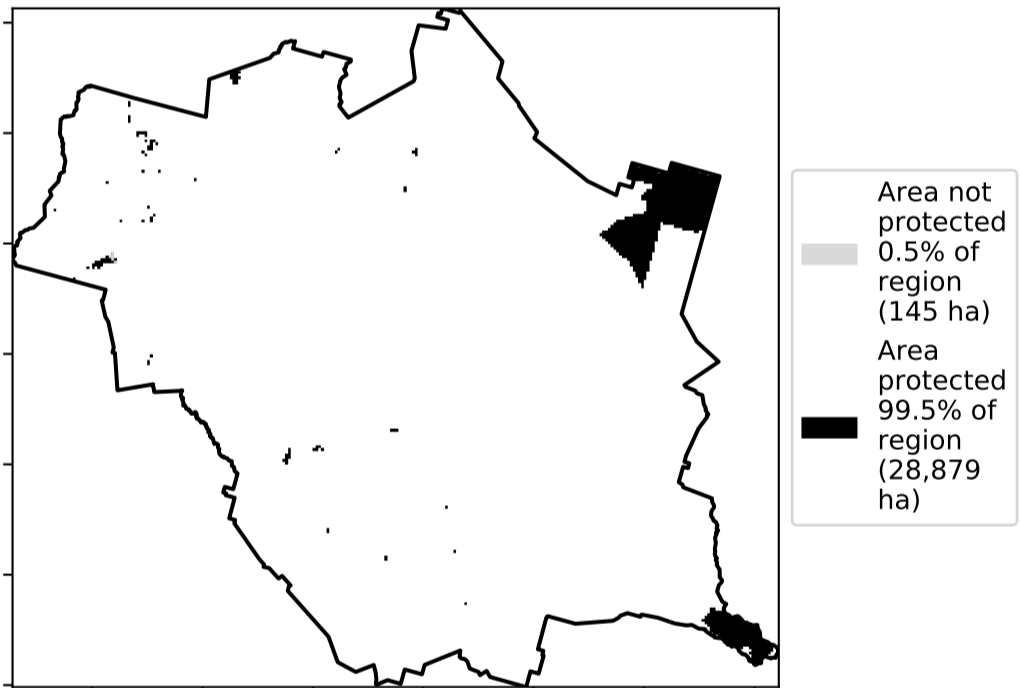 Area not
protected
0.5% of
region
(145 ha)
Area
protected
99.5% of
region
(28,879
ha)